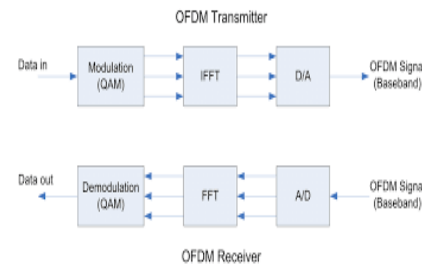 OFDM Transmitter
Data in
Modulation
(QAM)
IFFT
D/A
OFDM Signa
(Baseband)
Data out
Demodulation
(QAM)
FFT
A/D
OFDM Signa
(Baseband)
OFDM Receiver